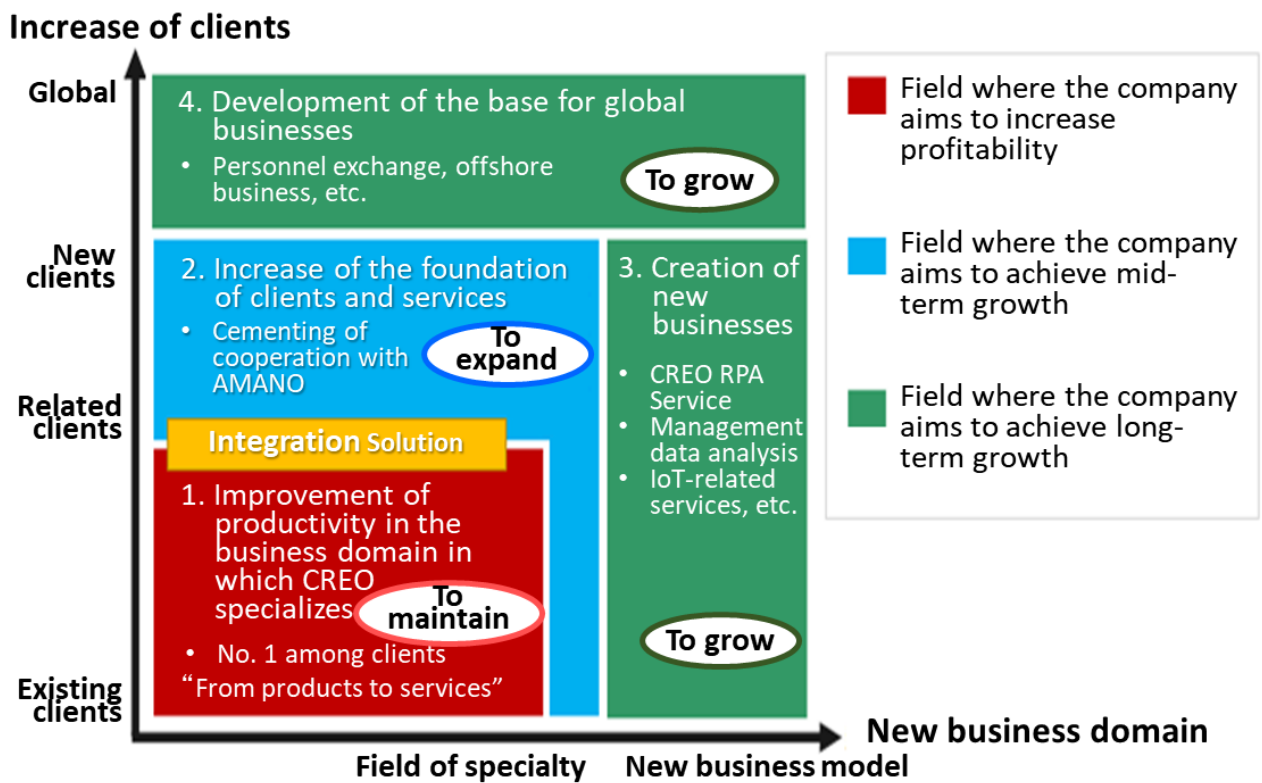 Increase of clients
Global
4. Development of the base for global
businesses
• Personnel exchange, offshore
business, etc.
To grow
New
clients
2. Increase of the foundation
of clients and services
• Cementing of
cooperation with
AMANO
To
expand
3. Creation of
new
businesses
• CREO RPA
Service
• Management
data analysis
• IoT-related
services, etc.
To grow
Related
clients
Integration Solution
1. Improvement of
productivity in the
business domain in
which CREO
specializes
To
maintain
• No. 1 among clients
“From products to services”
Existing
clients
New business domain
Field of specialty
New business model
Field where the company
aims to increase
profitability
Field where the company
aims to achieve mid-
term growth
Field where the company
aims to achieve long-
term growth